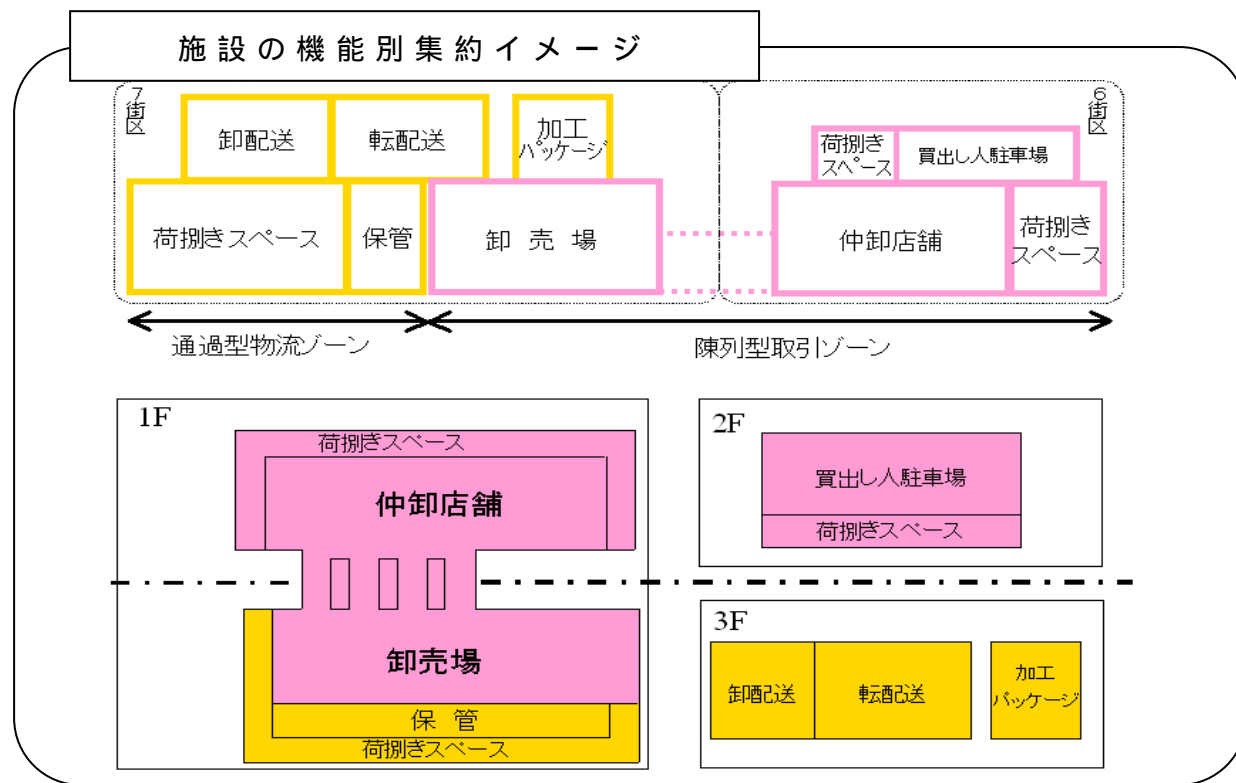 施設の機能別集約イメージ
7街区
6街区
卸配送
転配送
加工
パッケージ
荷捌き
スペース
買出し人駐車場
荷捌きスペース
保管
卸売場
仲卸店舗
荷捌き
スペース
通過型物流ゾーン
陳列型取引ゾーン
1F
荷捌きスペース
仲卸店舗
卸売場
保管
荷捌きスペース
2F
買出し人駐車場
荷捌きスペース
3F
卸配送
転配送
加工
パッケージ